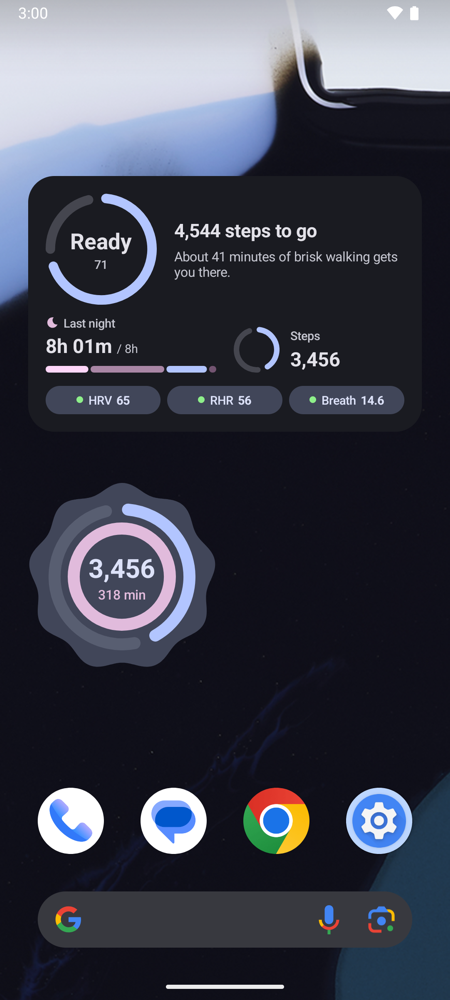 3:00
Ready
71
4,544 steps to go
About 41 minutes of brisk walking gets
you there.
Last night
8h 01m / 8h
Steps
3,456
HRV 65
RHR 56
Breath 14.6
3,456
318 min